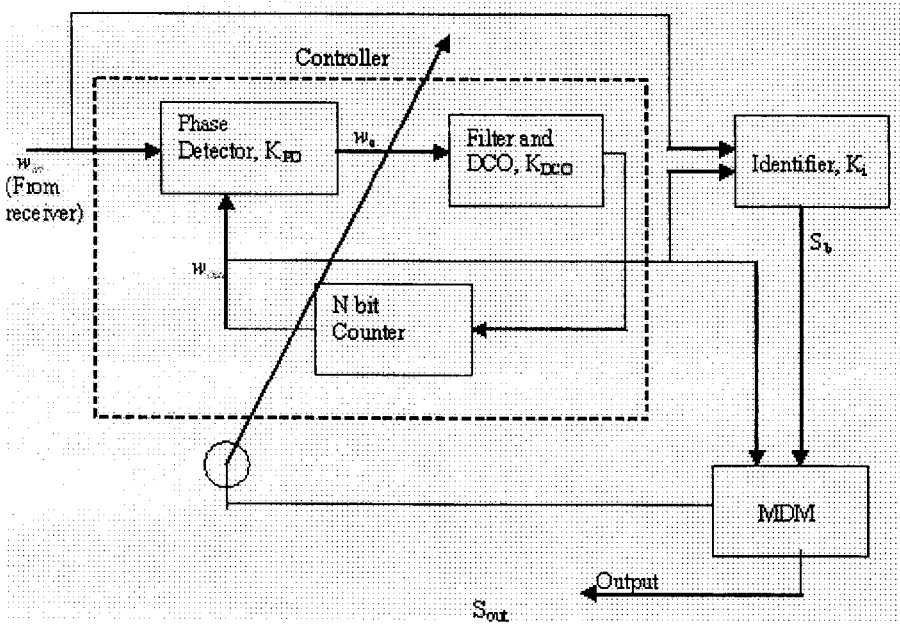 Controller
Phase
Detector, K_PD
w_e
Filter and
DCO, K_DCO
Identifier, K_i
w_in
(From
receiver)
S_b
N bit
Counter
MDM
Output
S_out